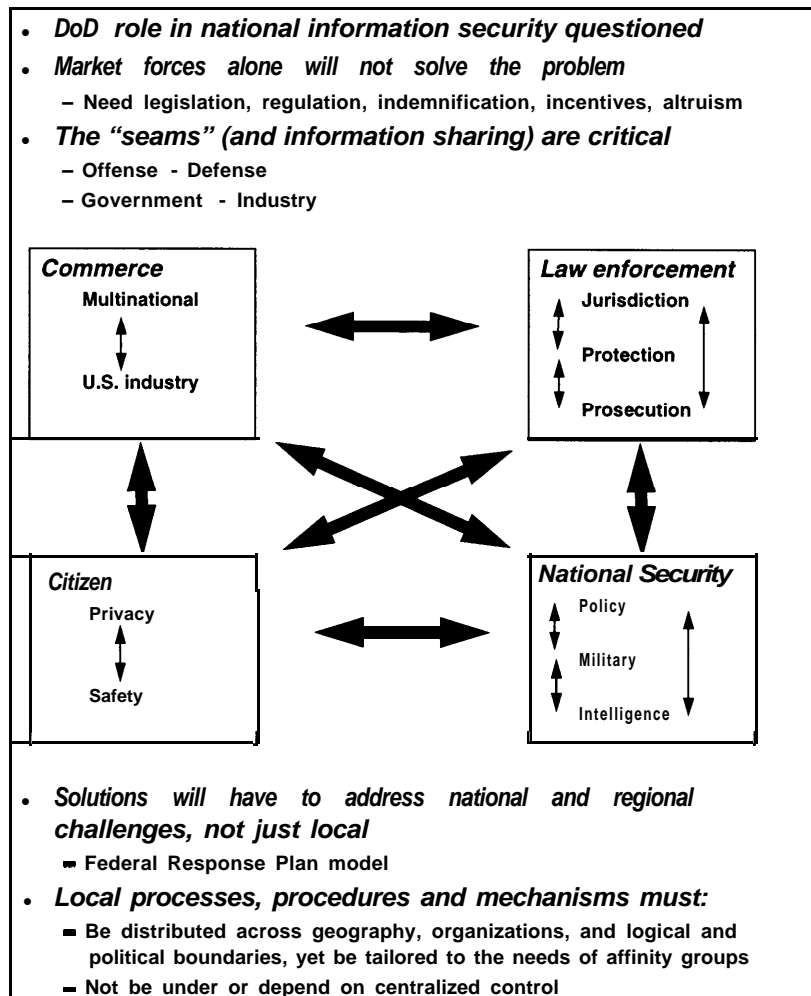 • DoD role in national information security questioned
• Market forces alone will not solve the problem
– Need legislation, regulation, indemnification, incentives, altruism
• The “seams” (and information sharing) are critical
– Offense - Defense
– Government - Industry
Commerce
Multinational
U.S. industry
Law enforcement
Jurisdiction
Protection
Prosecution
Citizen
Privacy
Safety
National Security
Policy
Military
Intelligence
• Solutions will have to address national and regional
challenges, not just local
– Federal Response Plan model
• Local processes, procedures and mechanisms must:
– Be distributed across geography, organizations, and logical and
political boundaries, yet be tailored to the needs of affinity groups
– Not be under or depend on centralized control